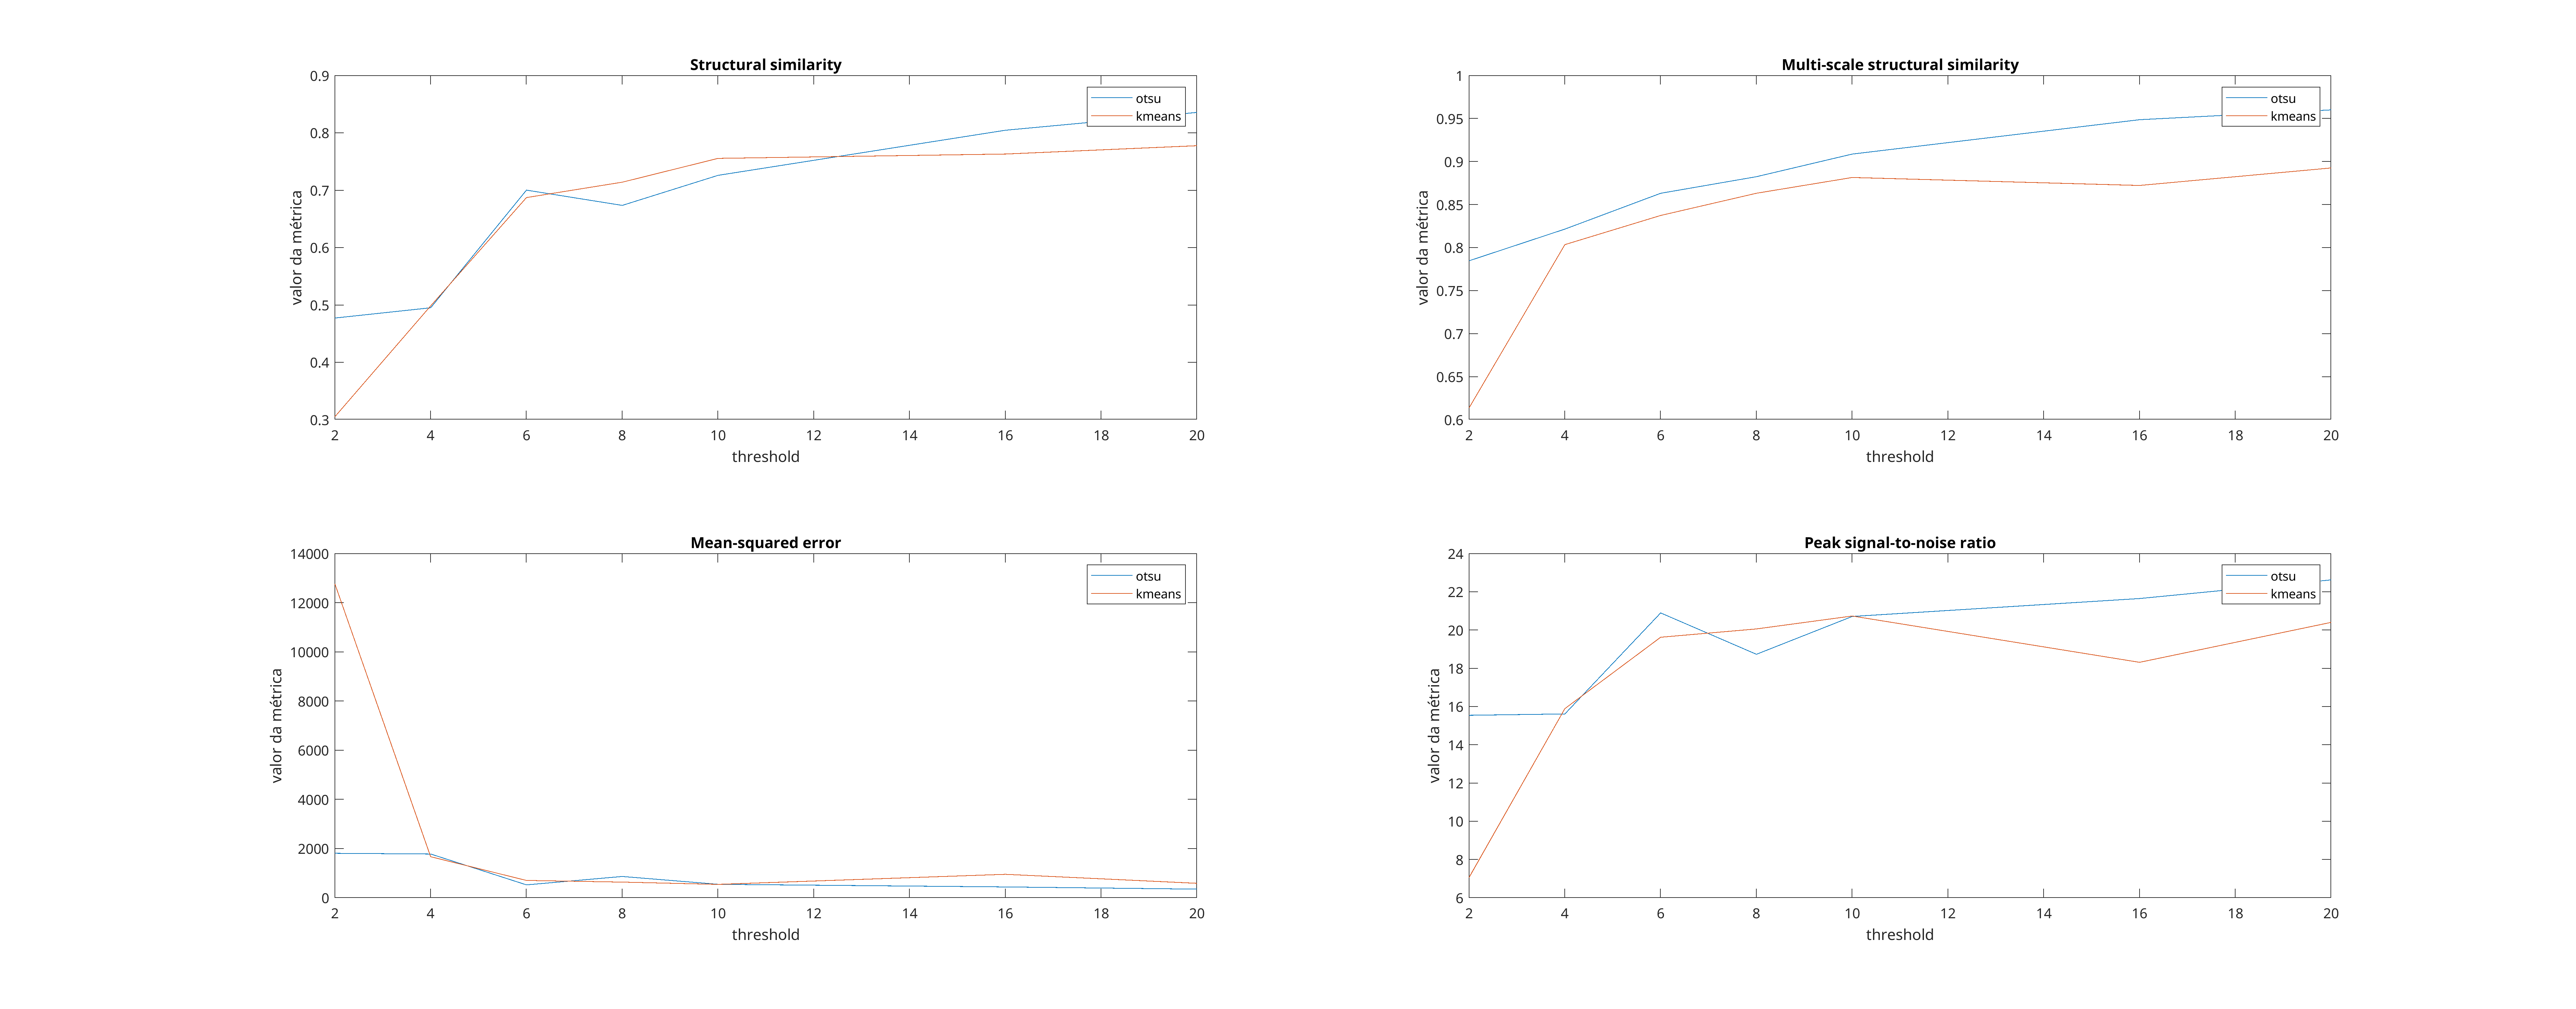 Structural similarity
0.9
0.8
0.7
0.6
0.5
0.4
0.3
valor da métrica
otsu
kmeans
2 4 6 8 10 12 14 16 18 20
threshold
Multi-scale structural similarity
1
0.95
0.9
0.85
0.8
0.75
0.7
0.65
0.6
valor da métrica
otsu
kmeans
2 4 6 8 10 12 14 16 18 20
threshold
Mean-squared error
14000
12000
10000
8000
6000
4000
2000
0
valor da métrica
otsu
kmeans
2 4 6 8 10 12 14 16 18 20
threshold
Peak signal-to-noise ratio
24
22
20
18
16
14
12
10
8
6
valor da métrica
otsu
kmeans
2 4 6 8 10 12 14 16 18 20
threshold